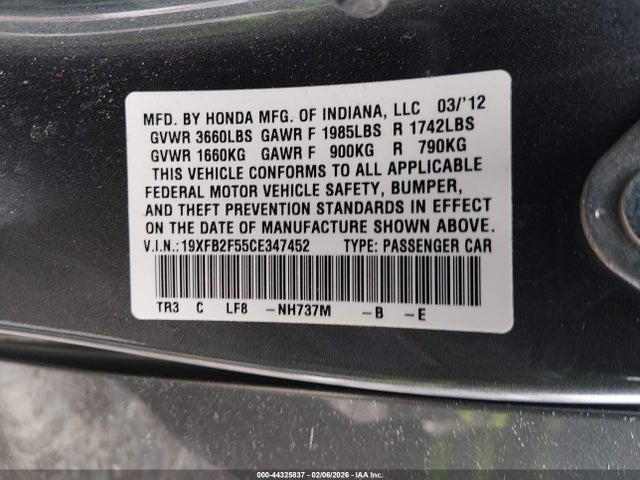 MFD. BY HONDA MFG. OF INDIANA, LLC 03/'12
GVWR 3660LBS GAWR F 1985LBS R 1742LBS
GVWR 1660KG GAWR F 900KG R 790KG
THIS VEHICLE CONFORMS TO ALL APPLICABLE
FEDERAL MOTOR VEHICLE SAFETY, BUMPER,
AND THEFT PREVENTION STANDARDS IN EFFECT
ON THE DATE OF MANUFACTURE SHOWN ABOVE.
V.I.N.:19XFB2F55CE347452 TYPE: PASSENGER CAR
TR3 C LF8 -NH737M -B -E
000-44325837 - 02/06/2026 - IAA Inc.